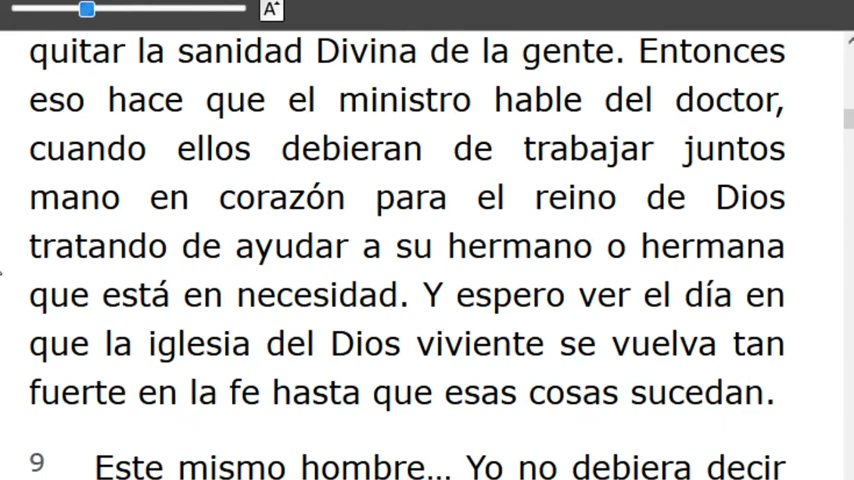 A
quitar la sanidad Divina de la gente. Entonces
eso hace que el ministro hable del doctor,
cuando ellos debieran de trabajar juntos
mano en corazón para el reino de Dios
tratando de ayudar a su hermano o hermana
que está en necesidad. Y espero ver el día en
que la iglesia del Dios viviente se vuelva tan
fuerte en la fe hasta que esas cosas sucedan.
9 Este mismo hombre... Yo no debiera decir